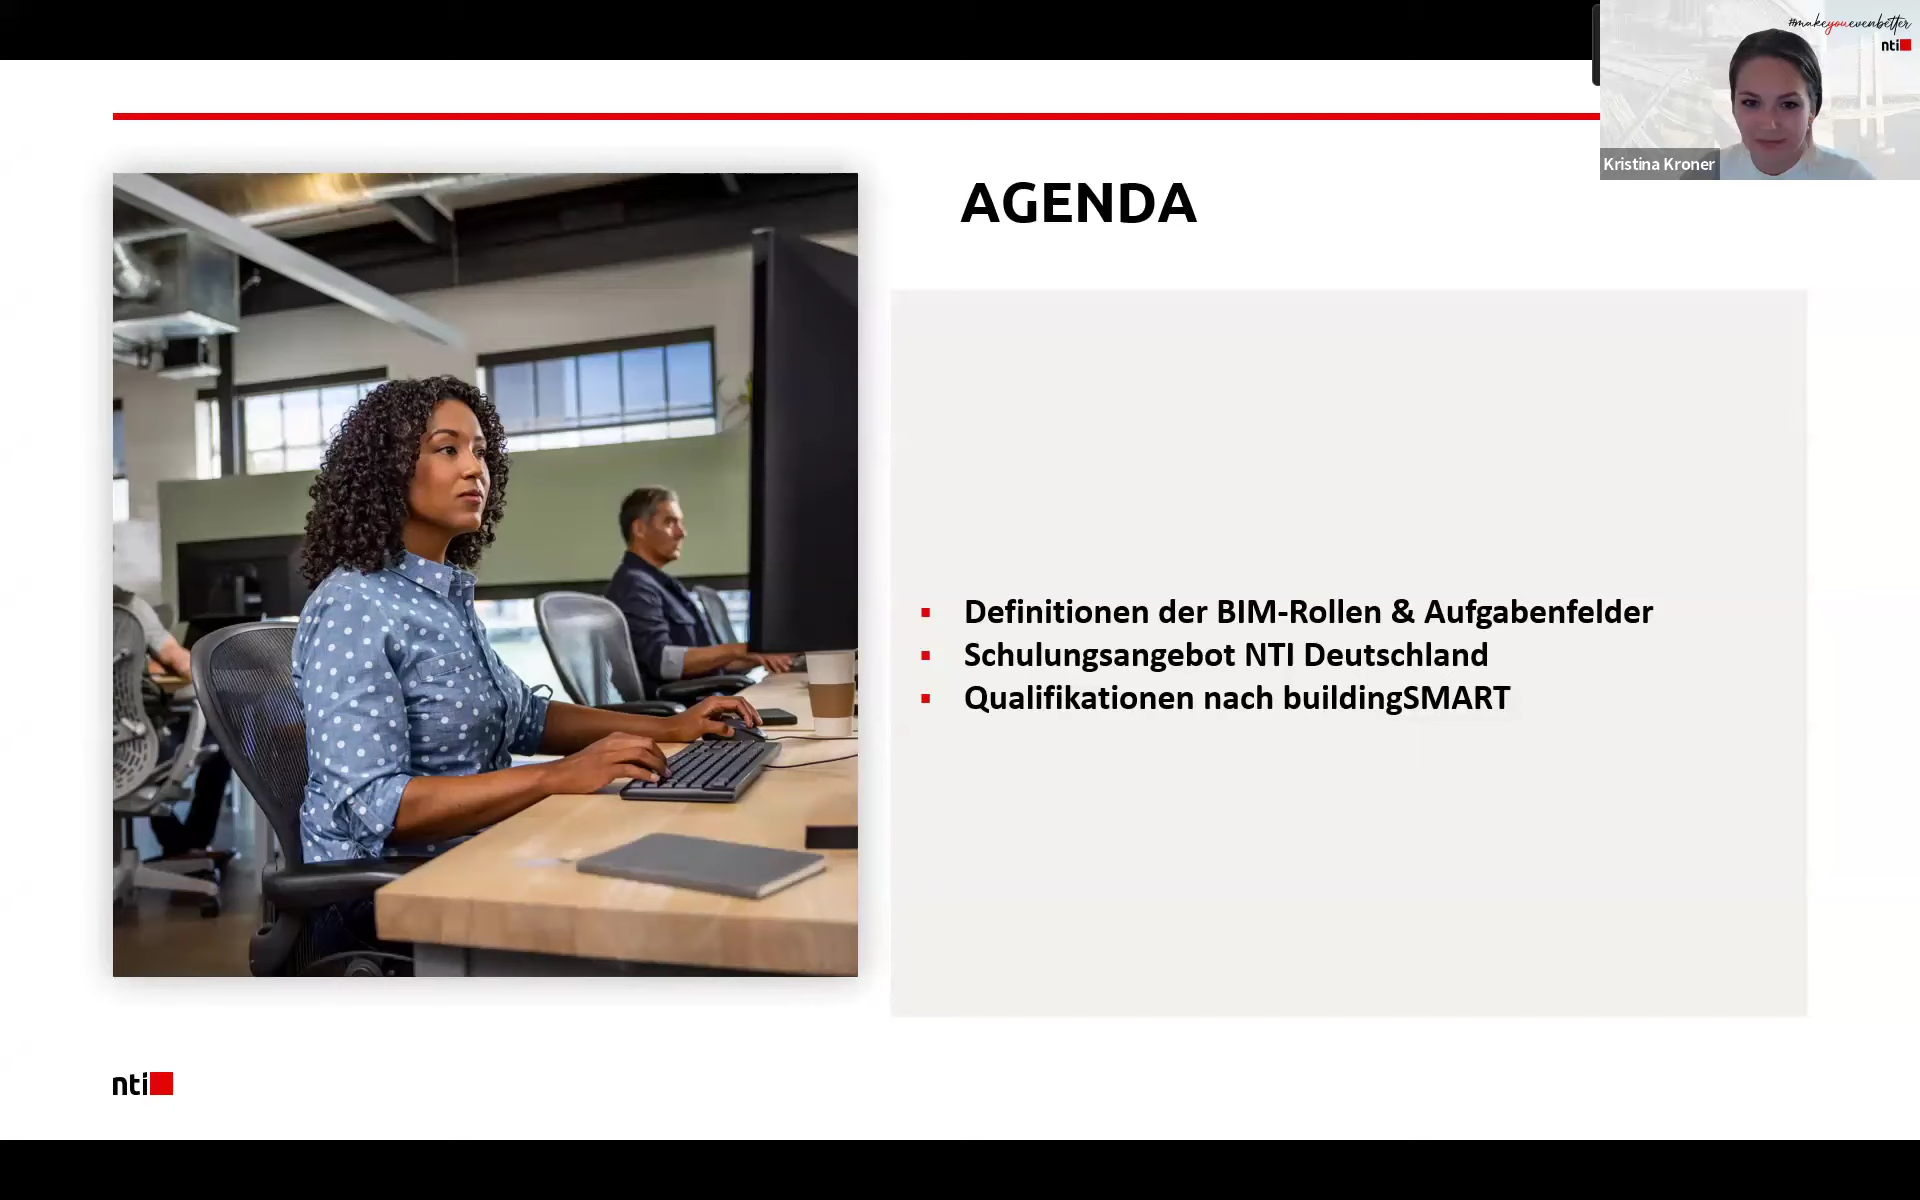 #makeyouevenbetter
nti
Kristina Kroner
AGENDA
▪ Definitionen der BIM-Rollen & Aufgabenfelder
▪ Schulungsangebot NTI Deutschland
▪ Qualifikationen nach buildingSMART
nti